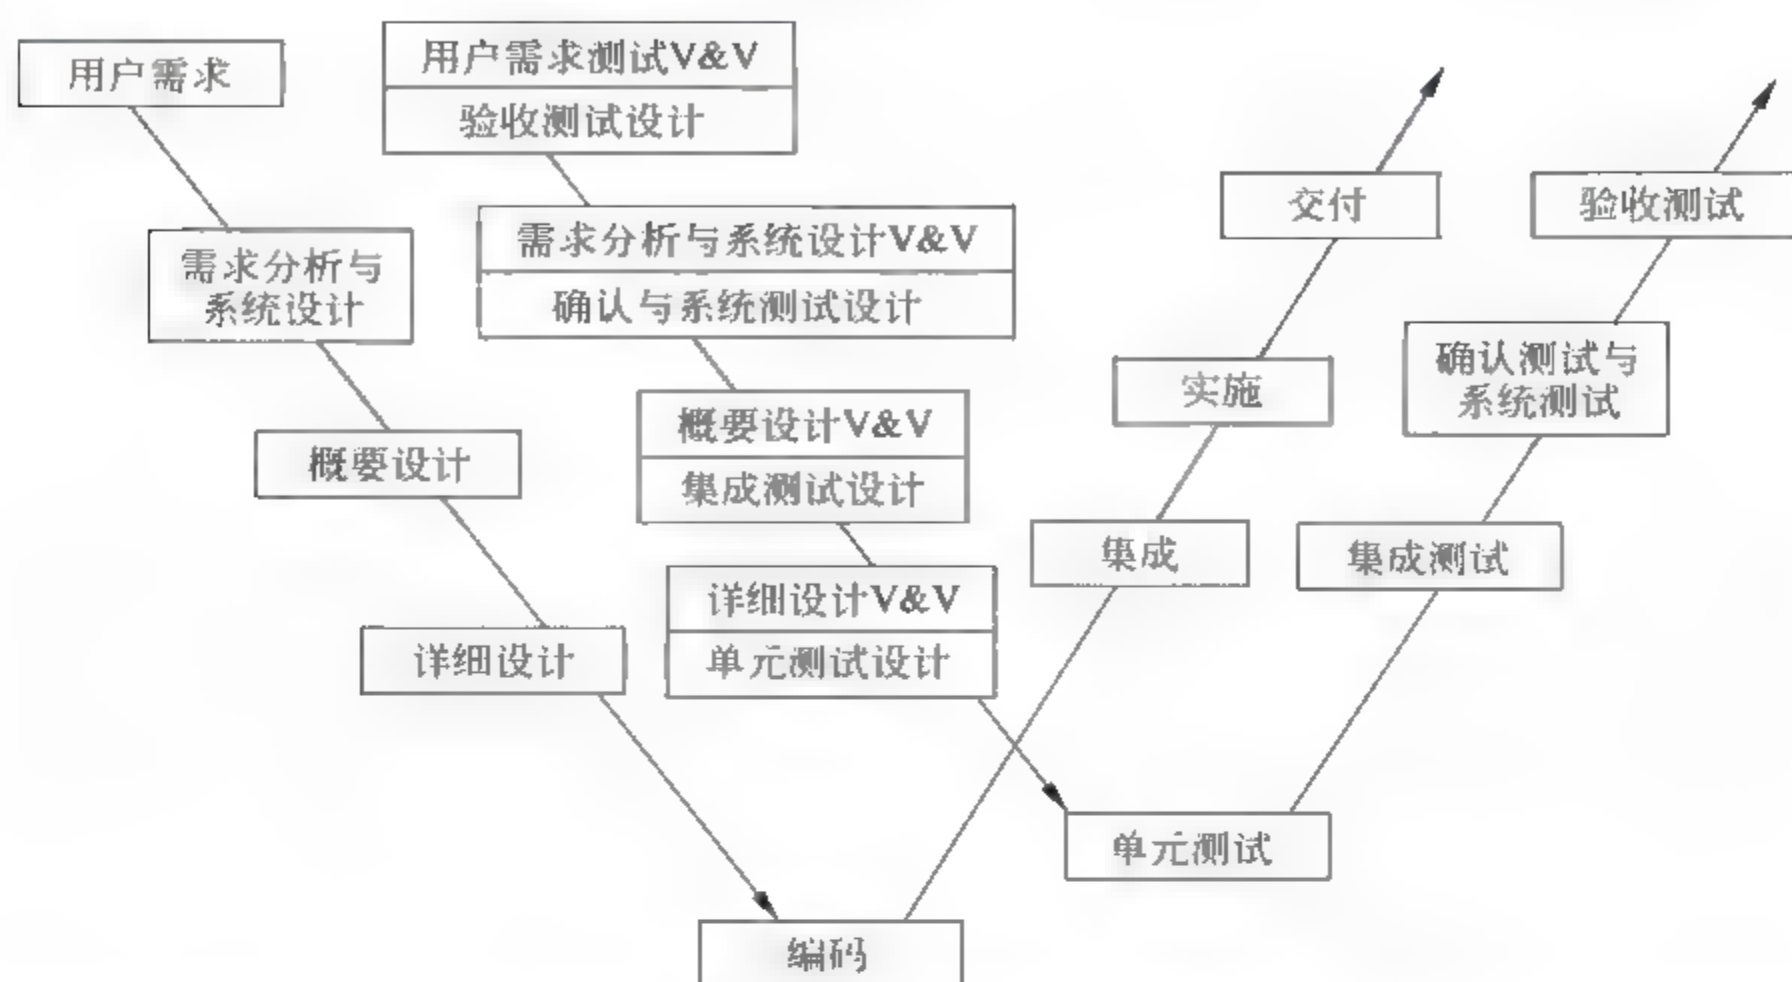 用户需求
用户需求测试V&V
验收测试设计
交付
验收测试
需求分析与
系统设计
需求分析与系统设计V&V
确认与系统测试设计
实施
确认测试与
系统测试
概要设计
概要设计V&V
集成测试设计
集成
集成测试
详细设计
详细设计V&V
单元测试设计
单元测试
编码